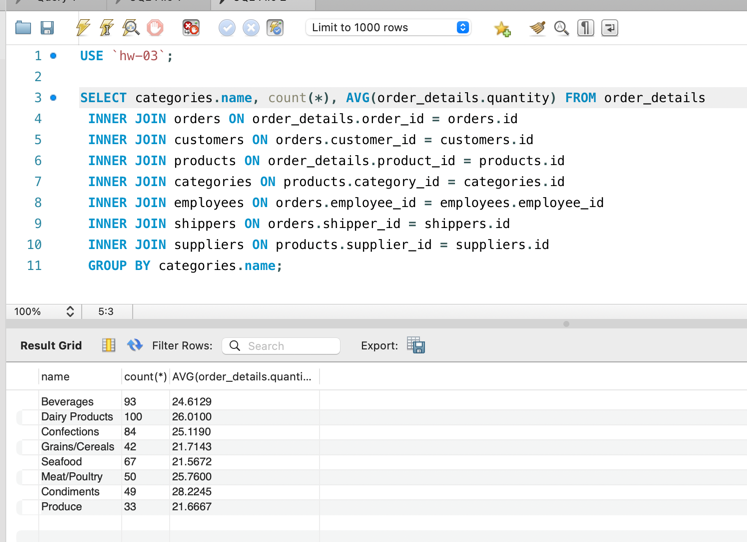 Limit to 1000 rows
1 USE `hw-03`;
2
3 SELECT categories.name, count(*), AVG(order_details.quantity) FROM order_details
4 INNER JOIN orders ON order_details.order_id = orders.id
5 INNER JOIN customers ON orders.customer_id = customers.id
6 INNER JOIN products ON order_details.product_id = products.id
7 INNER JOIN categories ON products.category_id = categories.id
8 INNER JOIN employees ON orders.employee_id = employees.employee_id
9 INNER JOIN shippers ON orders.shipper_id = shippers.id
10 INNER JOIN suppliers ON products.supplier_id = suppliers.id
11 GROUP BY categories.name;
100% 5:3
Result Grid Filter Rows: Search Export:
name count(*) AVG(order_details.quanti...
Beverages 93 24.6129
Dairy Products 100 26.0100
Confections 84 25.1190
Grains/Cereals 42 21.7143
Seafood 67 21.5672
Meat/Poultry 50 25.7600
Condiments 49 28.2245
Produce 33 21.6667